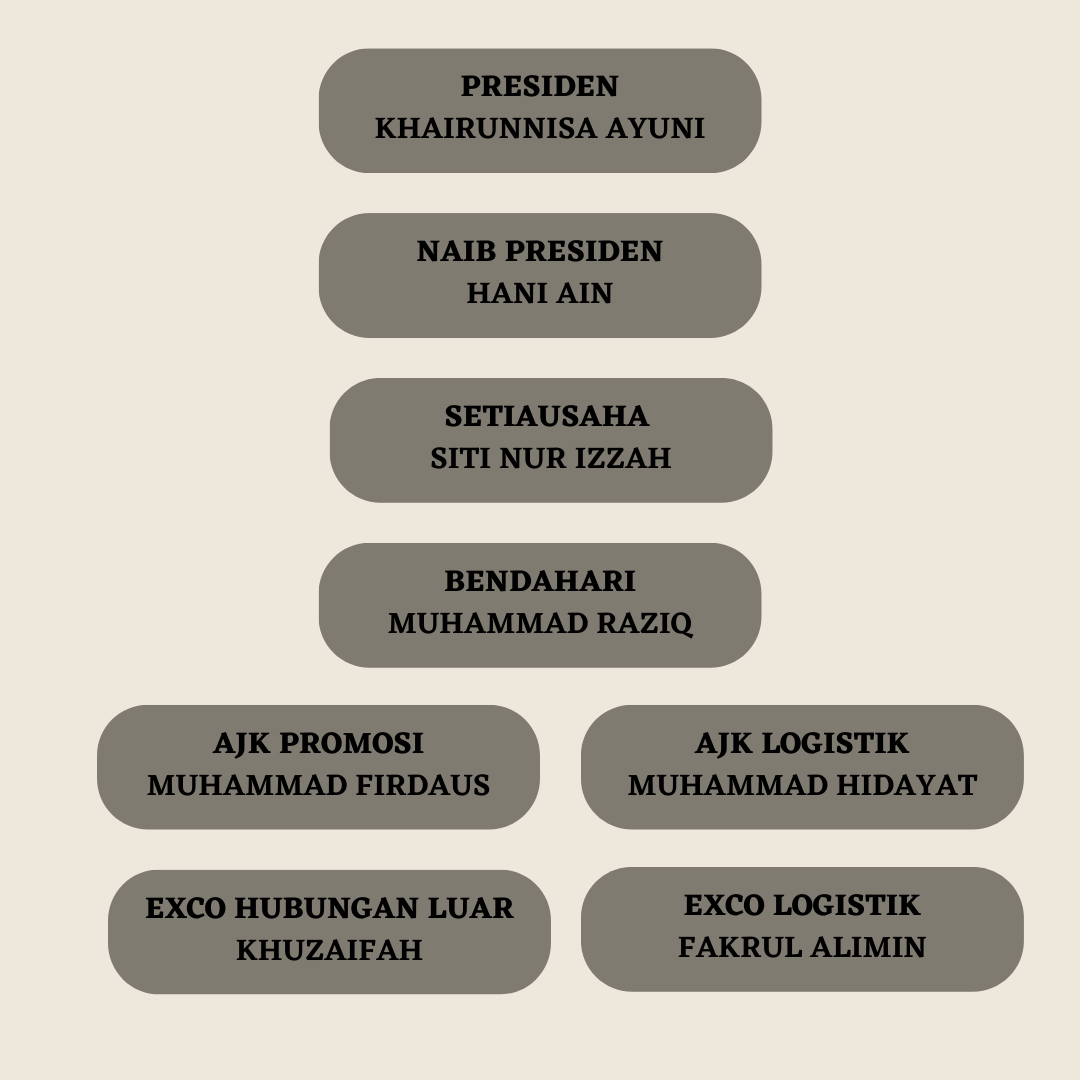 PRESIDEN
KHAIRUNNISA AYUNI
NAIB PRESIDEN
HANI AIN
SETIAUSAHA
SITI NUR IZZAH
BENDAHARI
MUHAMMAD RAZIQ
AJK PROMOSI
MUHAMMAD FIRDAUS
AJK LOGISTIK
MUHAMMAD HIDAYAT
EXCO HUBUNGAN LUAR
KHUZAIFAH
EXCO LOGISTIK
FAKRUL ALIMIN